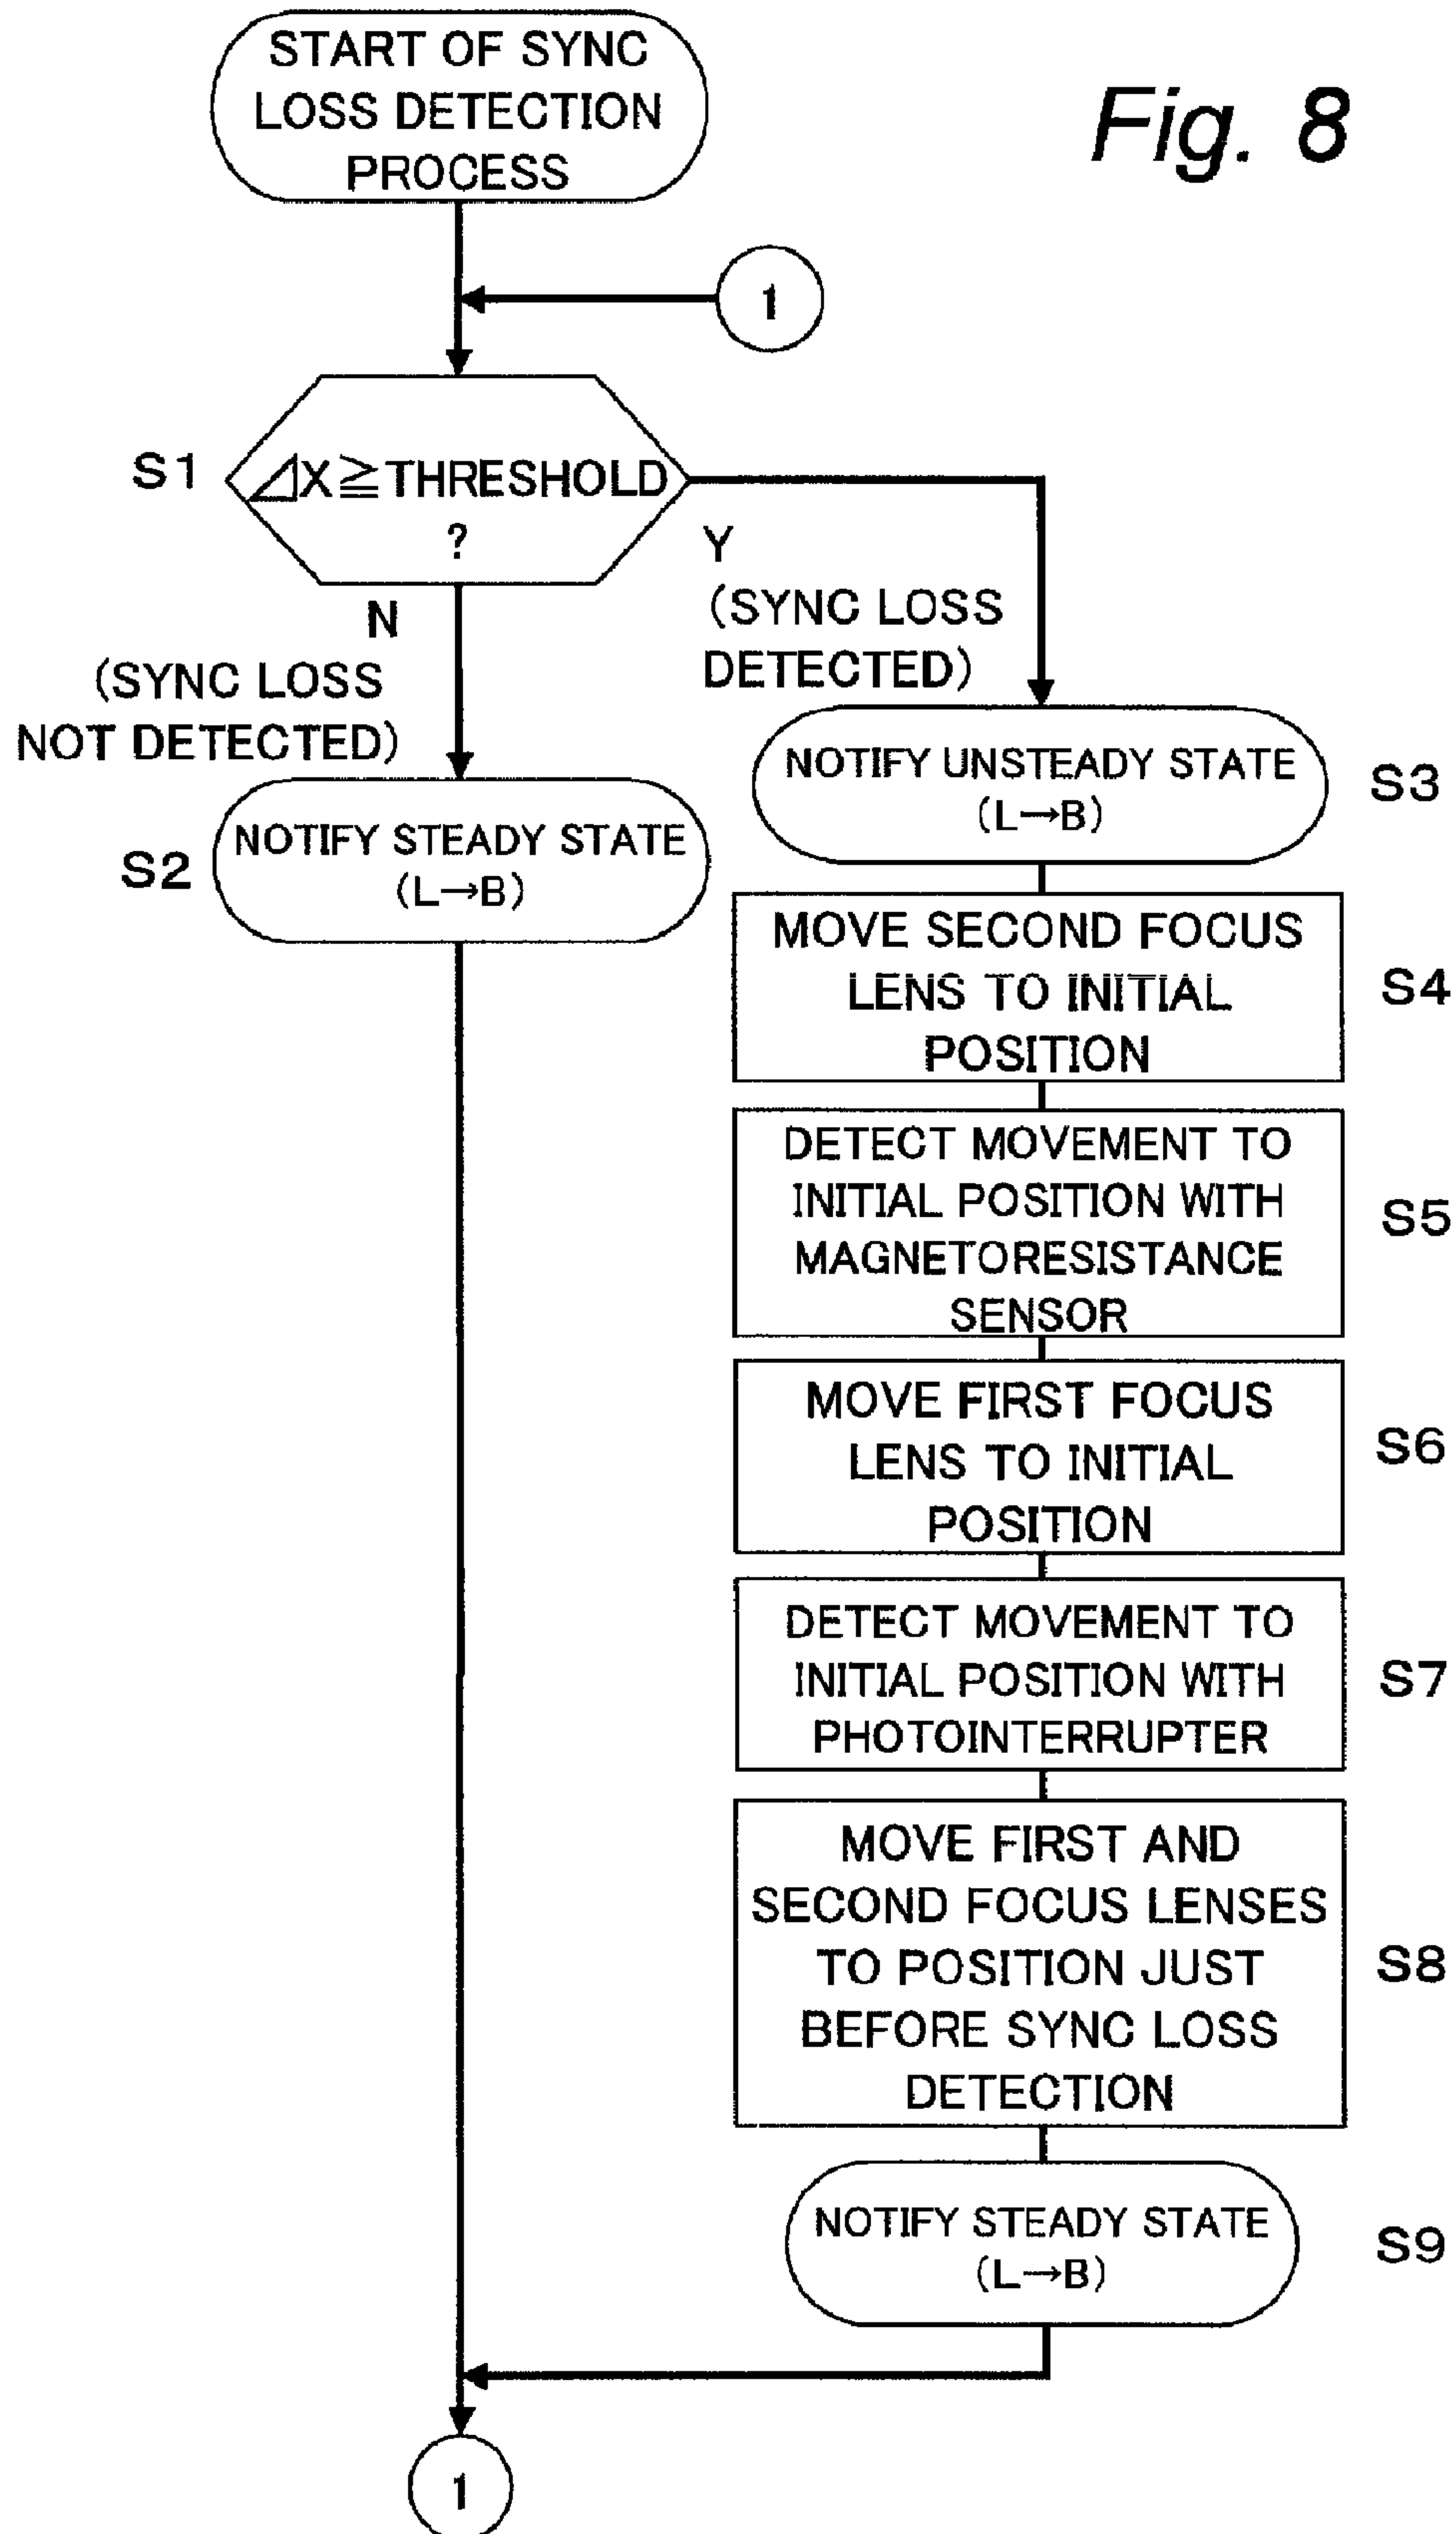 START OF SYNC
LOSS DETECTION
PROCESS
Fig. 8
1
S1
⊿X≧THRESHOLD
?
Y
(SYNC LOSS
DETECTED)
N
(SYNC LOSS
NOT DETECTED)
NOTIFY UNSTEADY STATE
(L→B)
S3
S2
NOTIFY STEADY STATE
(L→B)
MOVE SECOND FOCUS
LENS TO INITIAL
POSITION
S4
DETECT MOVEMENT TO
INITIAL POSITION WITH
MAGNETORESISTANCE
SENSOR
S5
MOVE FIRST FOCUS
LENS TO INITIAL
POSITION
S6
DETECT MOVEMENT TO
INITIAL POSITION WITH
PHOTOINTERRUPTER
S7
MOVE FIRST AND
SECOND FOCUS LENSES
TO POSITION JUST
BEFORE SYNC LOSS
DETECTION
S8
NOTIFY STEADY STATE
(L→B)
S9
1